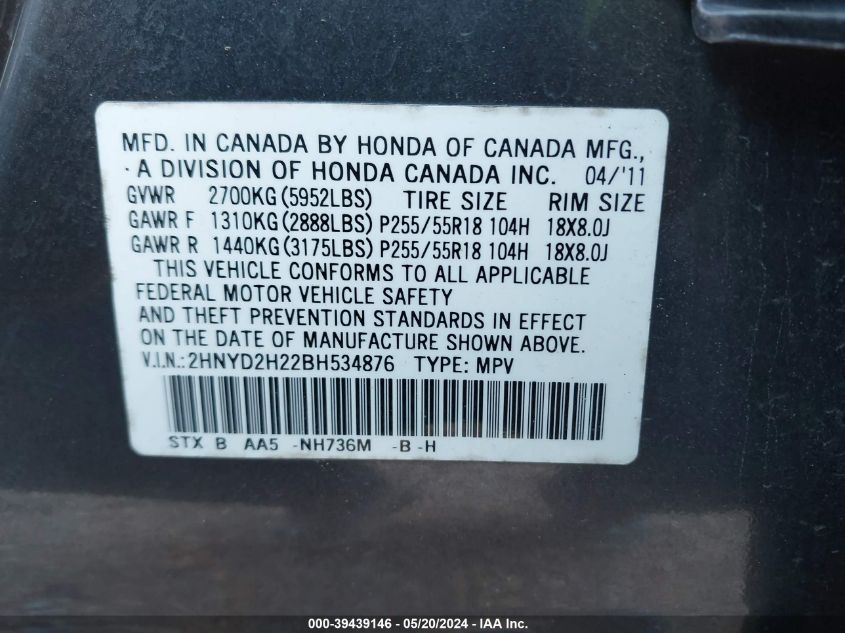 MFD. IN CANADA BY HONDA OF CANADA MFG.,
A DIVISION OF HONDA CANADA INC. 04/'11
GVWR 2700KG(5952LBS) TIRE SIZE RIM SIZE
GAWR F 1310KG(2888LBS) P255/55R18 104H 18X8.0J
GAWR R 1440KG(3175LBS) P255/55R18 104H 18X8.0J
THIS VEHICLE CONFORMS TO ALL APPLICABLE
FEDERAL MOTOR VEHICLE SAFETY
AND THEFT PREVENTION STANDARDS IN EFFECT
ON THE DATE OF MANUFACTURE SHOWN ABOVE.
V.I.N.:2HNYD2H22BH534876 TYPE: MPV
STX B AA5 -NH736M -B -H
000-39439146 — 05/20/2024 — IAA Inc.